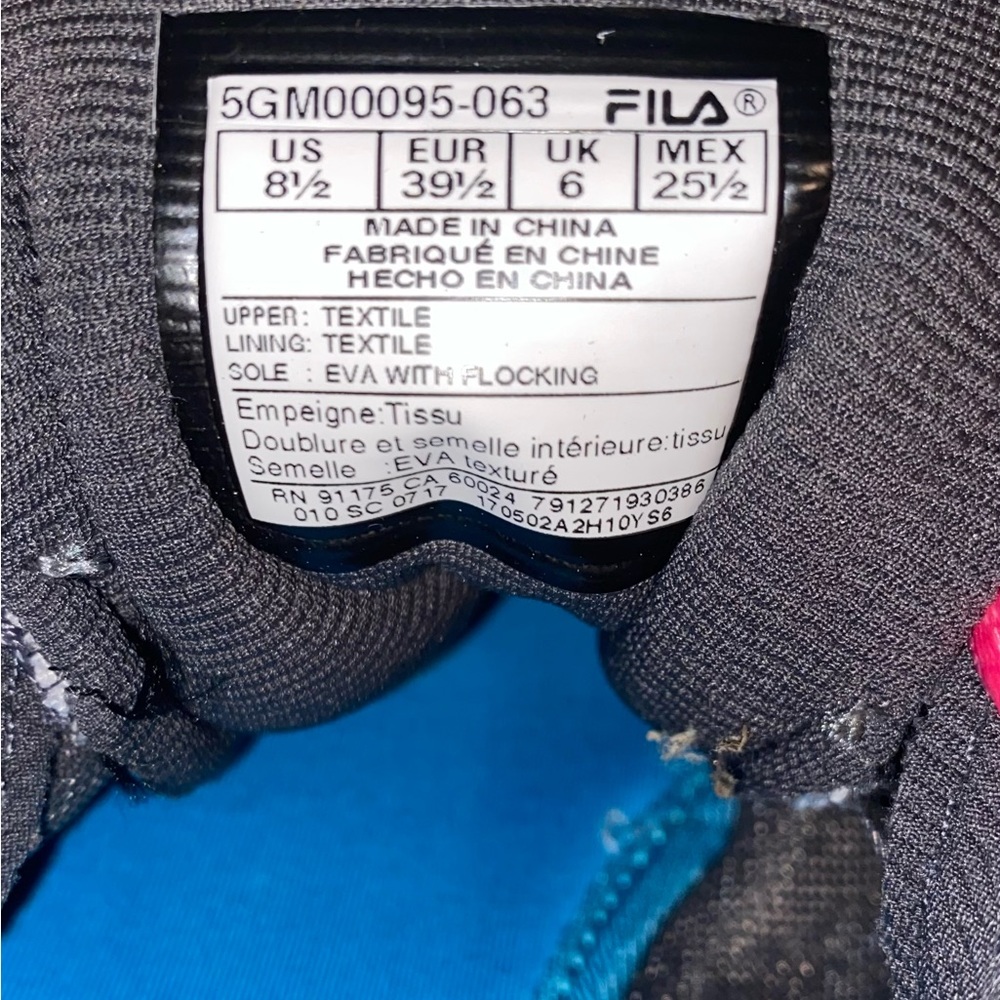 5GM00095-063 FILA®
US EUR UK MEX
8½ 39½ 6 25½
MADE IN CHINA
FABRIQUÉ EN CHINE
HECHO EN CHINA
UPPER: TEXTILE
LINING: TEXTILE
SOLE : EVA WITH FLOCKING
Empeigne:Tissu
Doublure et semelle intérieure:tissu
Semelle :EVA texturé
RN 91175 CA 60024 791271930386
010 SC 0717 170502A2H10YS6